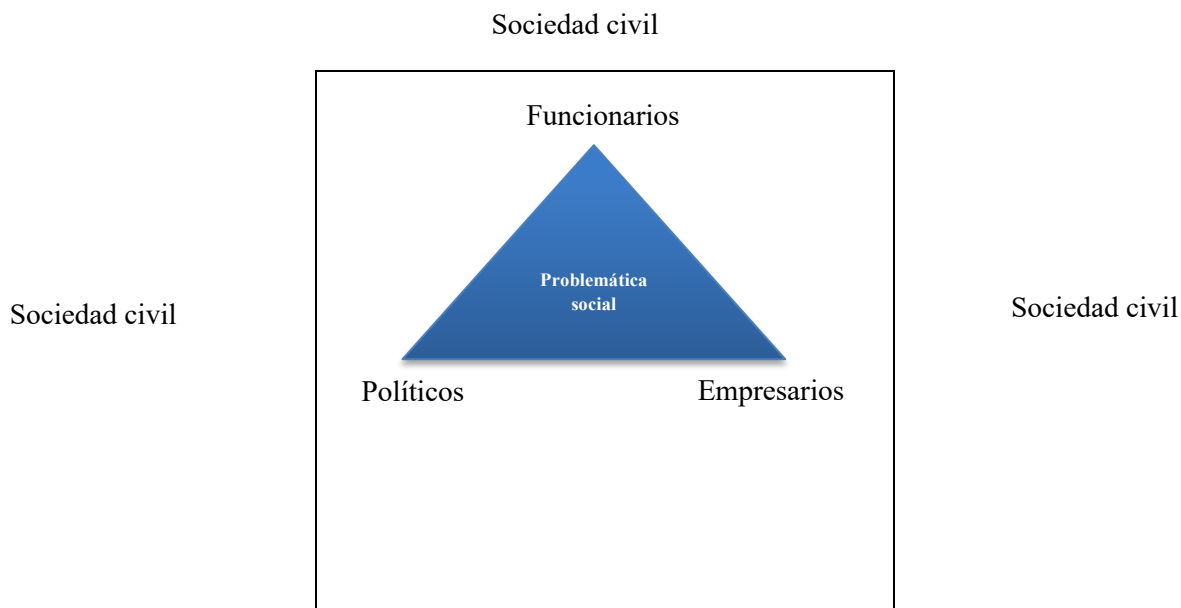 Sociedad civil
Funcionarios
Problemática
social
Sociedad civil
Sociedad civil
Políticos
Empresarios